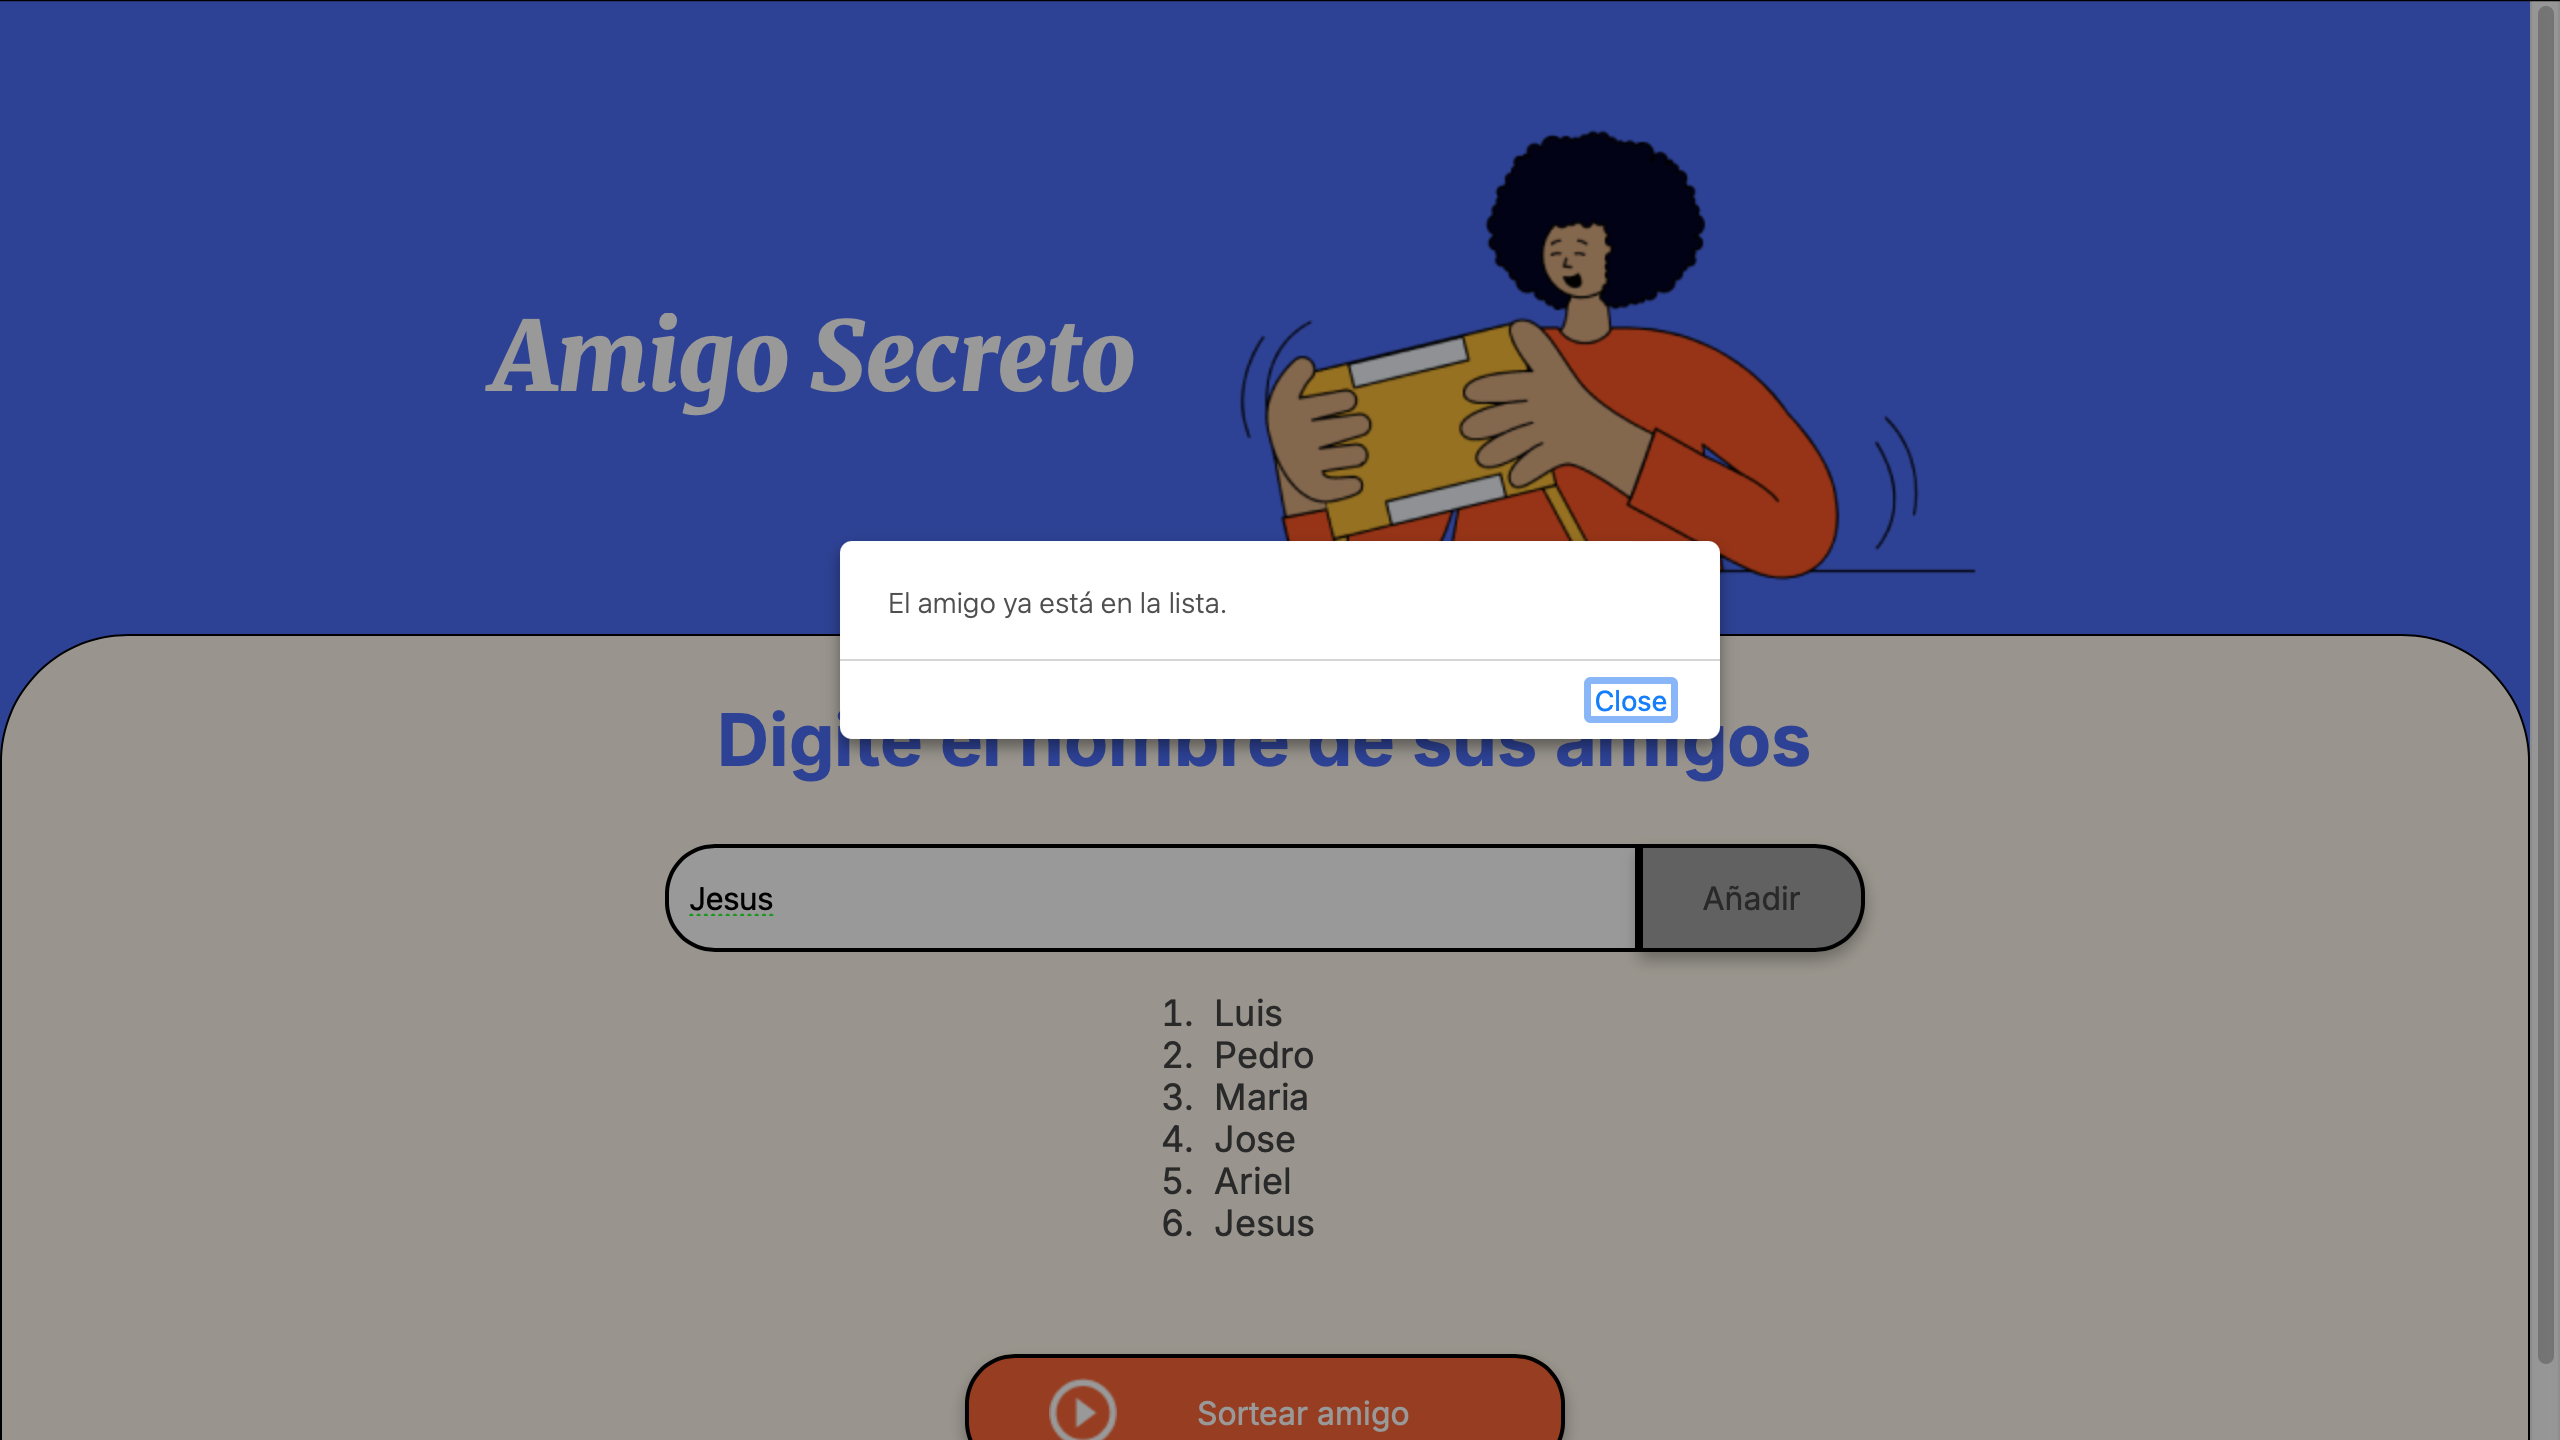 Amigo Secreto
El amigo ya está en la lista.
Close
Digite el nombre de sus amigos
Jesus
Añadir
1. Luis
2. Pedro
3. Maria
4. Jose
5. Ariel
6. Jesus
Sortear amigo